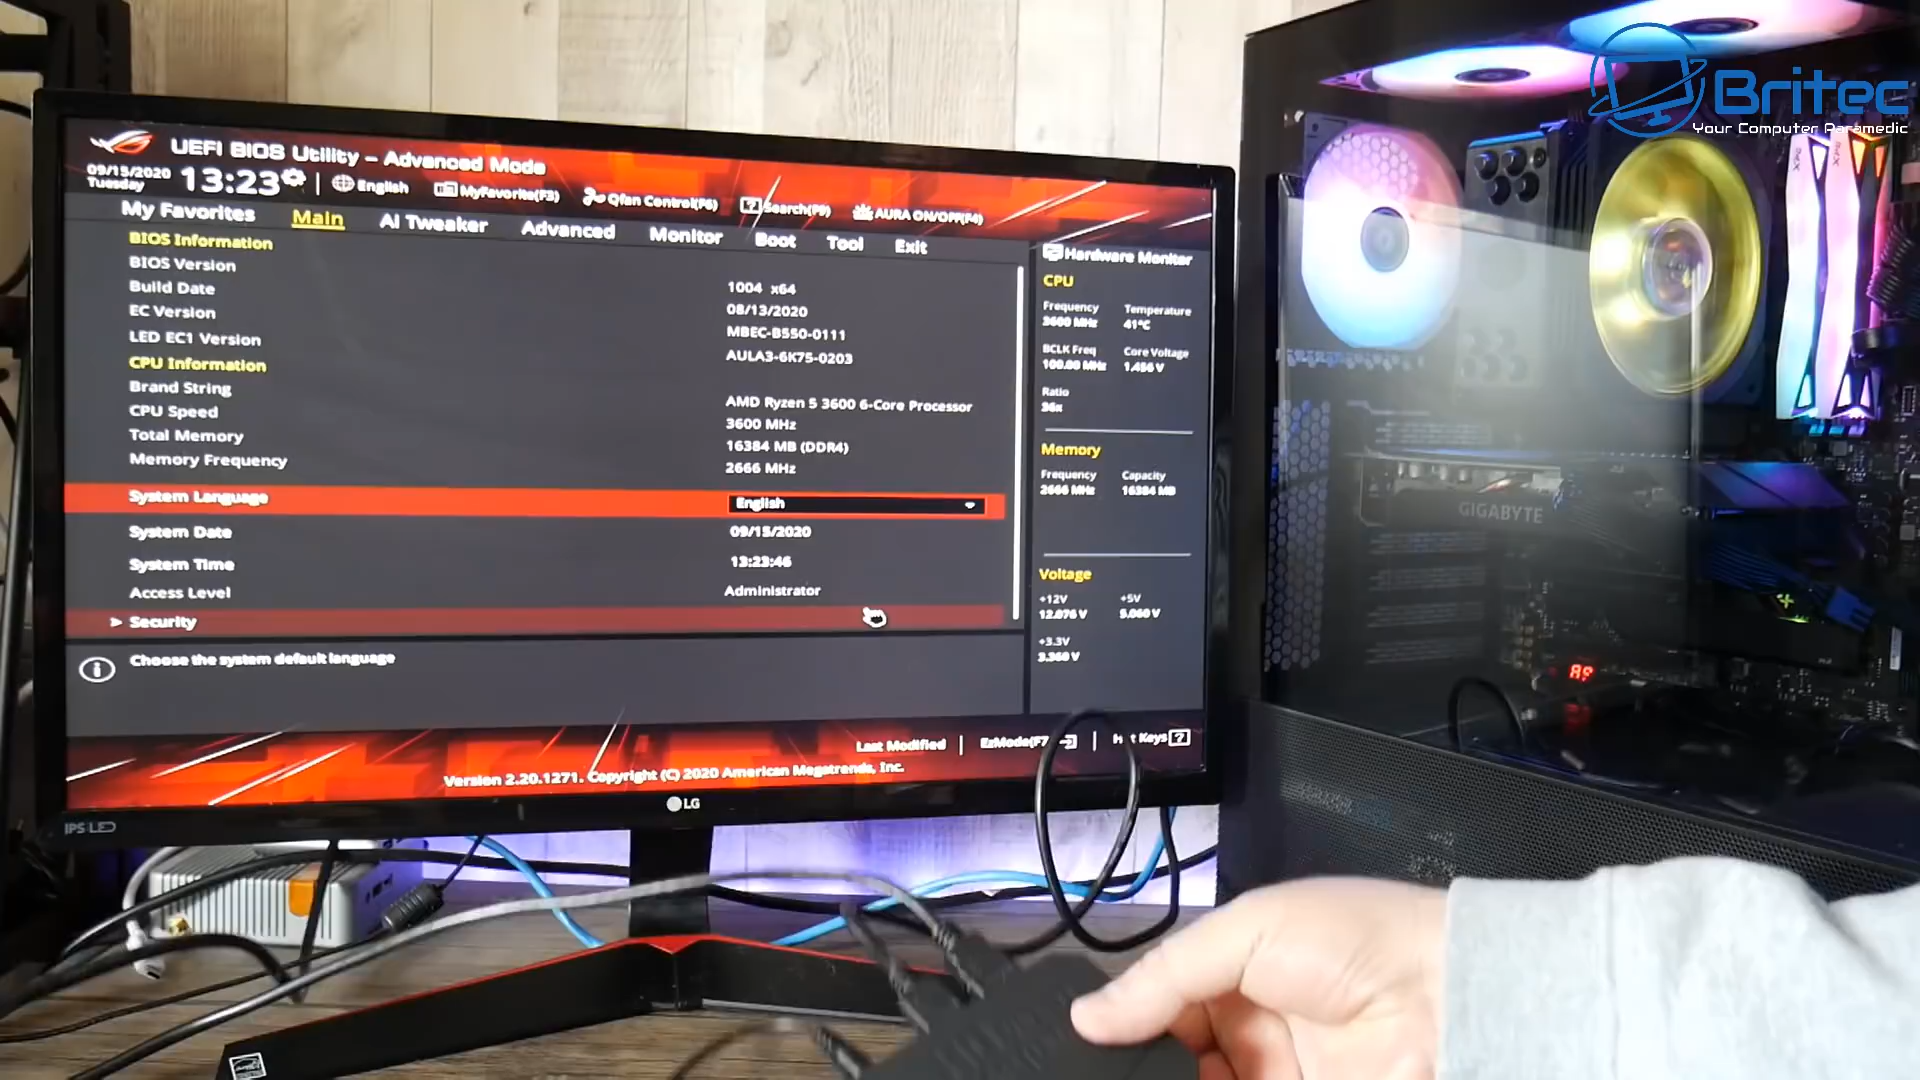 Britec
Your Computer Paramedic
UEFI BIOS Utility – Advanced Mode
09/15/2020
Tuesday
13:23
English
MyFavorite(F3)
Qfan Control(F6)
Search(F9)
AURA ON/OFF(F4)
My Favorites
Main
Ai Tweaker
Advanced
Monitor
Boot
Tool
Exit
BIOS Information
BIOS Version
1004 x64
Build Date
08/13/2020
EC Version
MBEC-B550-0111
LED EC1 Version
AULA3-6K75-0203
CPU Information
Brand String
AMD Ryzen 5 3600 6-Core Processor
CPU Speed
3600 MHz
Total Memory
16384 MB (DDR4)
Memory Frequency
2666 MHz
System Language
English
System Date
09/15/2020
System Time
13:23:46
Access Level
Administrator
Security
Choose the system default language
Hardware Monitor
CPU
Frequency
Temperature
3600 MHz
41°C
BCLK Freq
Core Voltage
100.00 MHz
1.456 V
Ratio
36x
Memory
Frequency
Capacity
2666 MHz
16384 MB
Voltage
+12V
+5V
12.076 V
5.060 V
+3.3V
3.360 V
Last Modified
EzMode(F7)
Hot Keys
Version 2.20.1271. Copyright (C) 2020 American Megatrends, Inc.
LG
IPS LED
XPG
XPG
GIGABYTE